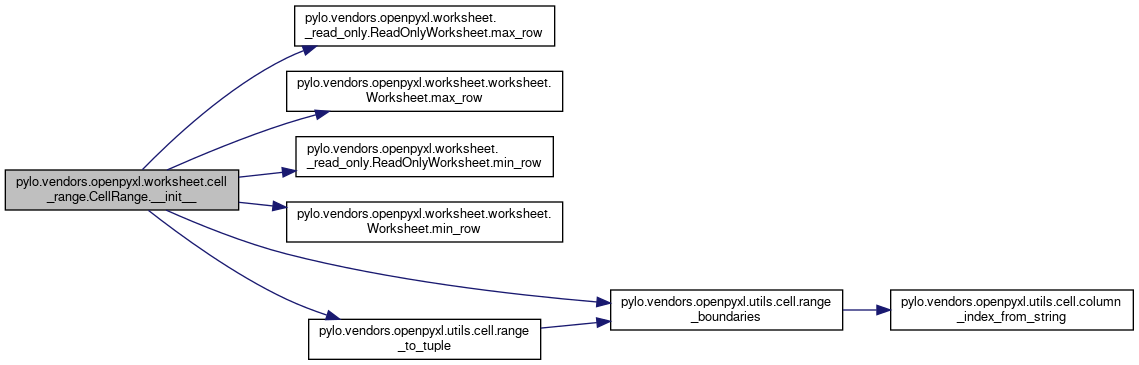 pylo.vendors.openpyxl.worksheet.
_read_only.ReadOnlyWorksheet.max_row
pylo.vendors.openpyxl.worksheet.worksheet.
Worksheet.max_row
pylo.vendors.openpyxl.worksheet.
_read_only.ReadOnlyWorksheet.min_row
pylo.vendors.openpyxl.worksheet.cell
_range.CellRange.__init__
pylo.vendors.openpyxl.worksheet.worksheet.
Worksheet.min_row
pylo.vendors.openpyxl.utils.cell.range
_boundaries
pylo.vendors.openpyxl.utils.cell.column
_index_from_string
pylo.vendors.openpyxl.utils.cell.range
_to_tuple